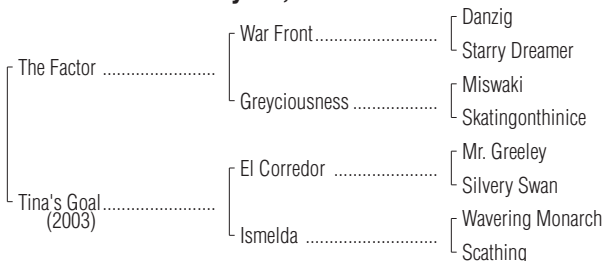 Danzig
War Front
Starry Dreamer
The Factor
Miswaki
Greyciousness
Skatingonthinice
Mr. Greeley
El Corredor
Silvery Swan
Tina's Goal
(2003)
Wavering Monarch
Ismelda
Scathing